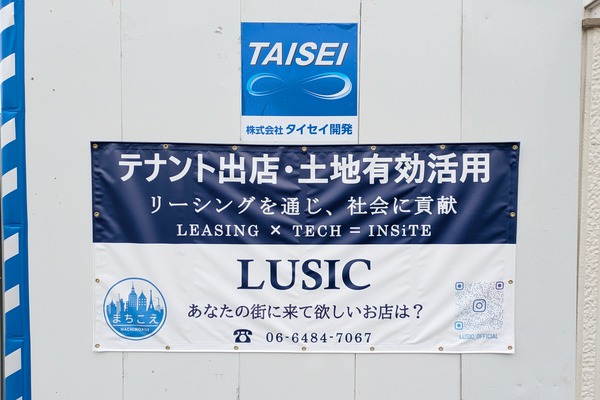 TAISEI
株式会社 タイセイ開発
テナント出店・土地有効活用
リーシングを通じ、社会に貢献
LEASING × TECH = INSiTE
LUSIC
あなたの街に来て欲しいお店は？
☎ 06-6484-7067
まちこえ
MACHIKOE
LUSIC OFFICIAL